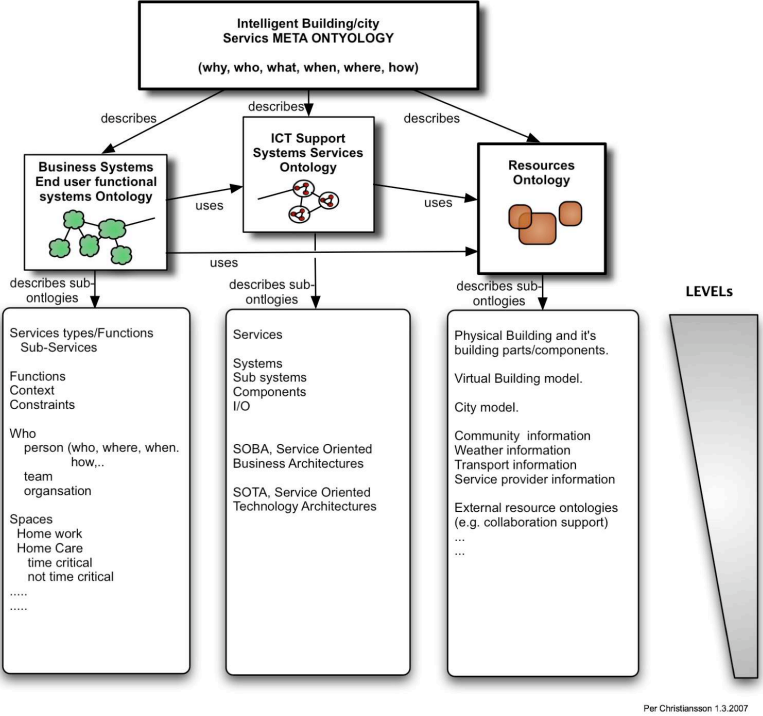 Intelligent Building/city
Servics META ONTYOLOGY
(why, who, what, when, where, how)
describes
describes
describes
Business Systems
End user functional
systems Ontology
ICT Support
Systems Services
Ontology
Resources
Ontology
uses
uses
uses
describes sub-
ontlogies
describes sub-
ontlogies
describes sub-
ontlogies
LEVELs
Services types/Functions
Sub-Services
Functions
Context
Constraints
Who
person (who, where, when.
how,..
team
organsation
Spaces
Home work
Home Care
time critical
not time critical
.....
.....
Services
Systems
Sub systems
Components
I/O
SOBA, Service Oriented
Business Architectures
SOTA, Service Oriented
Technology Architectures
Physical Building and it's
building parts/components.
Virtual Building model.
City model.
Community information
Weather information
Transport information
Service provider information
External resource ontologies
(e.g. collaboration support)
...
...
Per Christiansson 1.3.2007